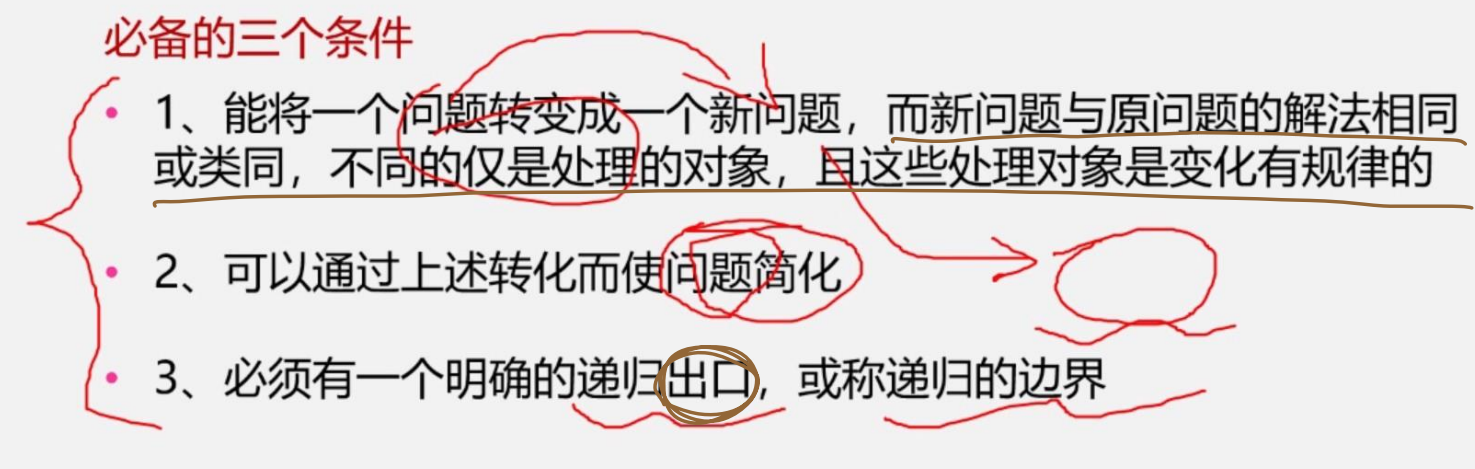 必备的三个条件
• 1、能将一个问题转变成一个新问题，而新问题与原问题的解法相同
或类同，不同的仅是处理的对象，且这些处理对象是变化有规律的
• 2、可以通过上述转化而使问题简化
• 3、必须有一个明确的递归出口，或称递归的边界